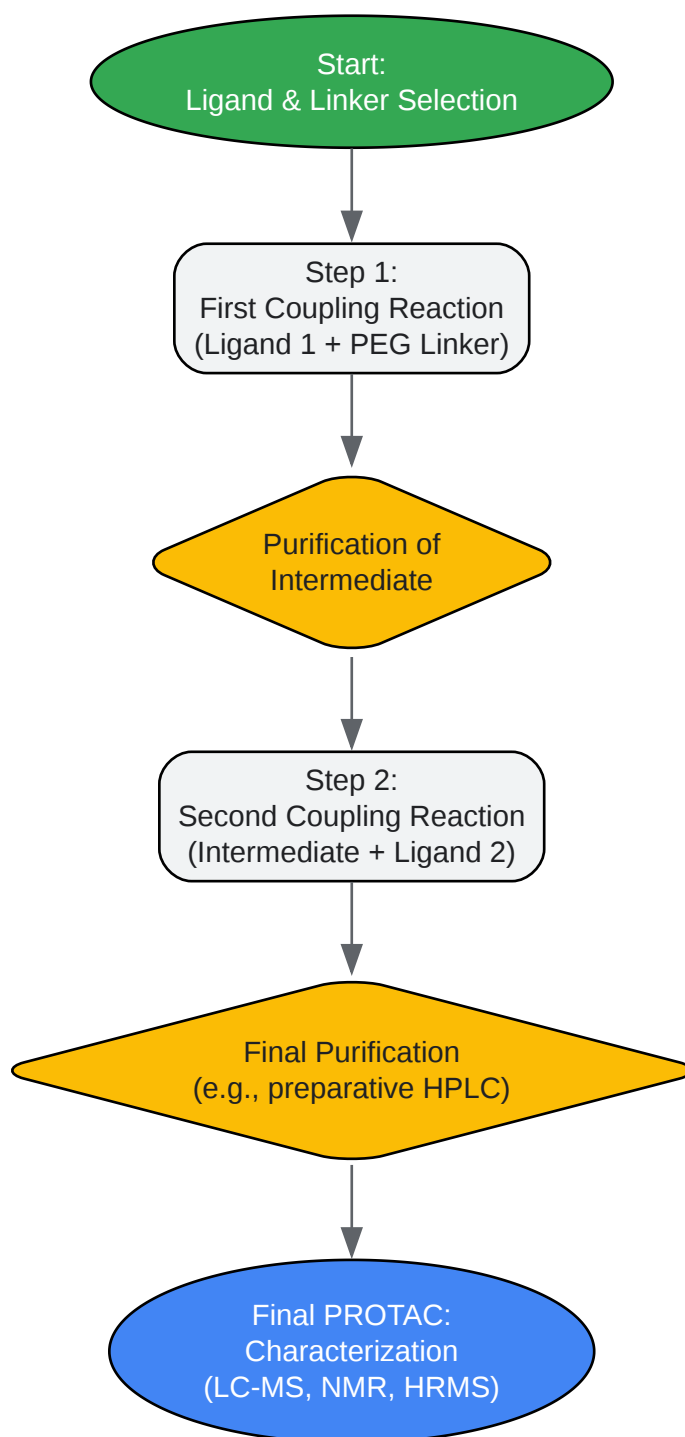 Start:
Ligand & Linker Selection
Step 1:
First Coupling Reaction
(Ligand 1 + PEG Linker)
Purification of
Intermediate
Step 2:
Second Coupling Reaction
(Intermediate + Ligand 2)
Final Purification
(e.g., preparative HPLC)
Final PROTAC:
Characterization
(LC-MS, NMR, HRMS)